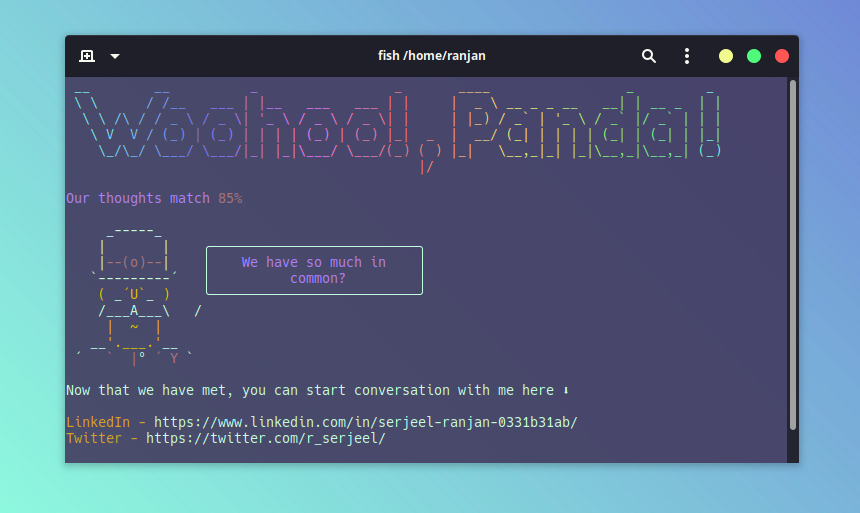 fish /home/ranjan
Woohoo!, Panda!
Our thoughts match 85%
We have so much in
common?
Now that we have met, you can start conversation with me here ⬇
LinkedIn - https://www.linkedin.com/in/serjeel-ranjan-0331b31ab/
Twitter - https://twitter.com/r_serjeel/